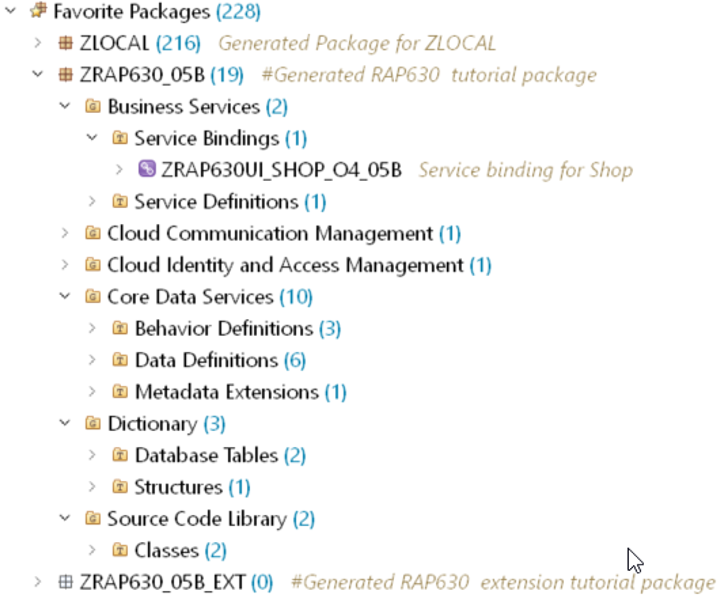 Favorite Packages (228)
ZLOCAL (216) Generated Package for ZLOCAL
ZRAP630_05B (19) #Generated RAP630 tutorial package
Business Services (2)
Service Bindings (1)
ZRAP630UI_SHOP_O4_05B Service binding for Shop
Service Definitions (1)
Cloud Communication Management (1)
Cloud Identity and Access Management (1)
Core Data Services (10)
Behavior Definitions (3)
Data Definitions (6)
Metadata Extensions (1)
Dictionary (3)
Database Tables (2)
Structures (1)
Source Code Library (2)
Classes (2)
ZRAP630_05B_EXT (0) #Generated RAP630 extension tutorial package